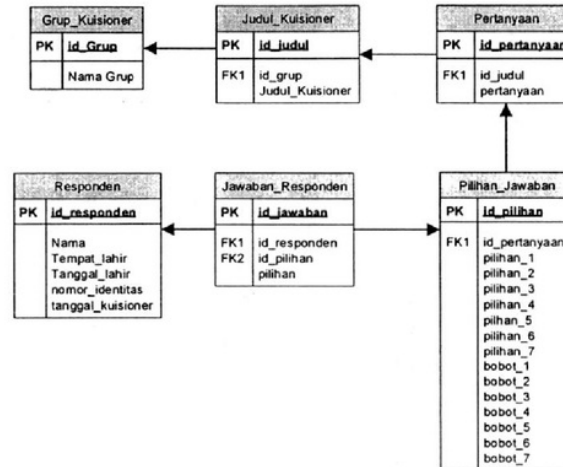 Grup_Kuisioner
PK id_Grup
Nama Grup
Judul_Kuisioner
PK id_judul
FK1 id_grup
Judul_Kuisioner
Pertanyaan
PK id_pertanyaan
FK1 id_judul
pertanyaan
Responden
PK id_responden
Nama
Tempat_lahir
Tanggal_lahir
nomor_identitas
tanggal_kuisioner
Jawaban_Responden
PK id_jawaban
FK1 id_responden
FK2 id_pilihan
pilihan
Pilihan_Jawaban
PK id_pilihan
FK1 id_pertanyaan
pilihan_1
pilihan_2
pilihan_3
pilihan_4
pilhan_5
pilihan_6
pilihan_7
bobot_1
bobot_2
bobot_3
bobot_4
bobot_5
bobot_6
bobot_7